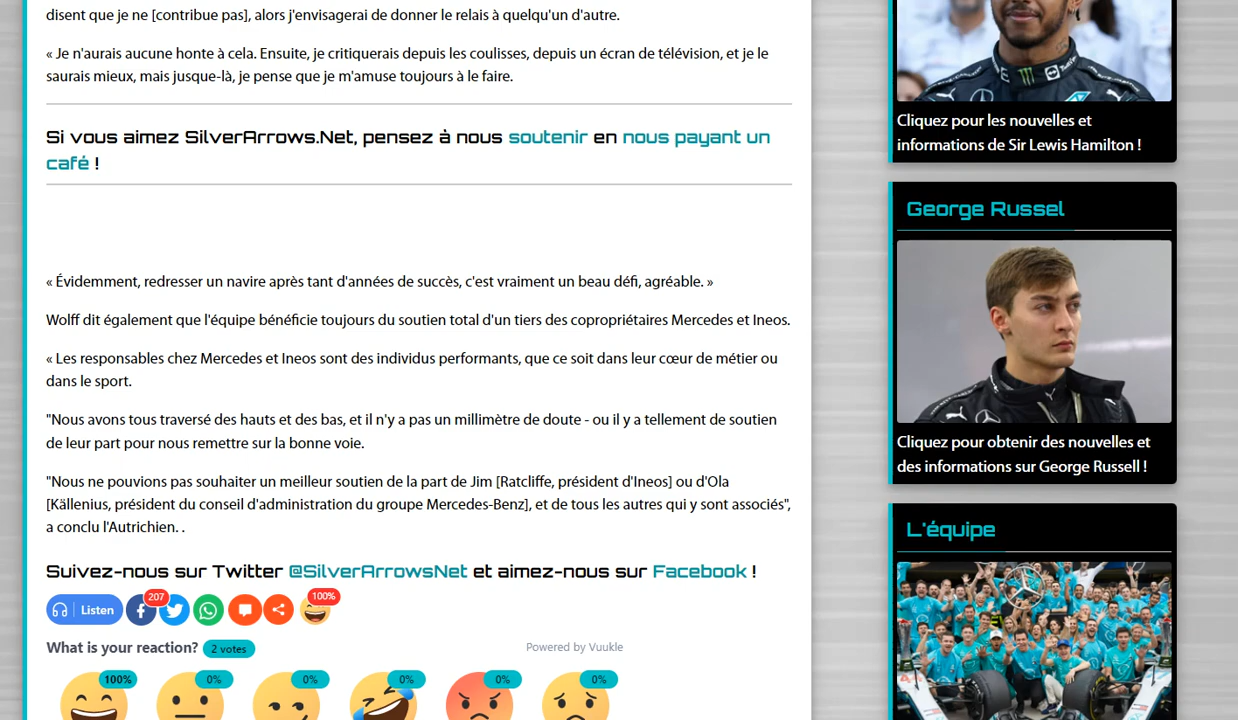 disent que je ne [contribue pas], alors j'envisagerai de donner le relais à quelqu'un d'autre.
« Je n'aurais aucune honte à cela. Ensuite, je critiquerais depuis les coulisses, depuis un écran de télévision, et je le
saurais mieux, mais jusque-là, je pense que je m'amuse toujours à le faire.
Si vous aimez SilverArrows.Net, pensez à nous soutenir en nous payant un
café !
« Évidemment, redresser un navire après tant d'années de succès, c'est vraiment un beau défi, agréable. »
Wolff dit également que l'équipe bénéficie toujours du soutien total d'un tiers des copropriétaires Mercedes et Ineos.
« Les responsables chez Mercedes et Ineos sont des individus performants, que ce soit dans leur cœur de métier ou
dans le sport.
"Nous avons tous traversé des hauts et des bas, et il n'y a pas un millimètre de doute - ou il y a tellement de soutien
de leur part pour nous remettre sur la bonne voie.
"Nous ne pouvions pas souhaiter un meilleur soutien de la part de Jim [Ratcliffe, président d'Ineos] ou d'Ola
[Källenius, président du conseil d'administration du groupe Mercedes-Benz], et de tous les autres qui y sont associés",
a conclu l'Autrichien. .
Suivez-nous sur Twitter @SilverArrowsNet et aimez-nous sur Facebook !
Listen
207
100%
What is your reaction? 2 votes
Powered by Vuukle
100% 0% 0% 0% 0% 0%
Cliquez pour les nouvelles et
informations de Sir Lewis Hamilton !
George Russel
Cliquez pour obtenir des nouvelles et
des informations sur George Russell !
L'équipe